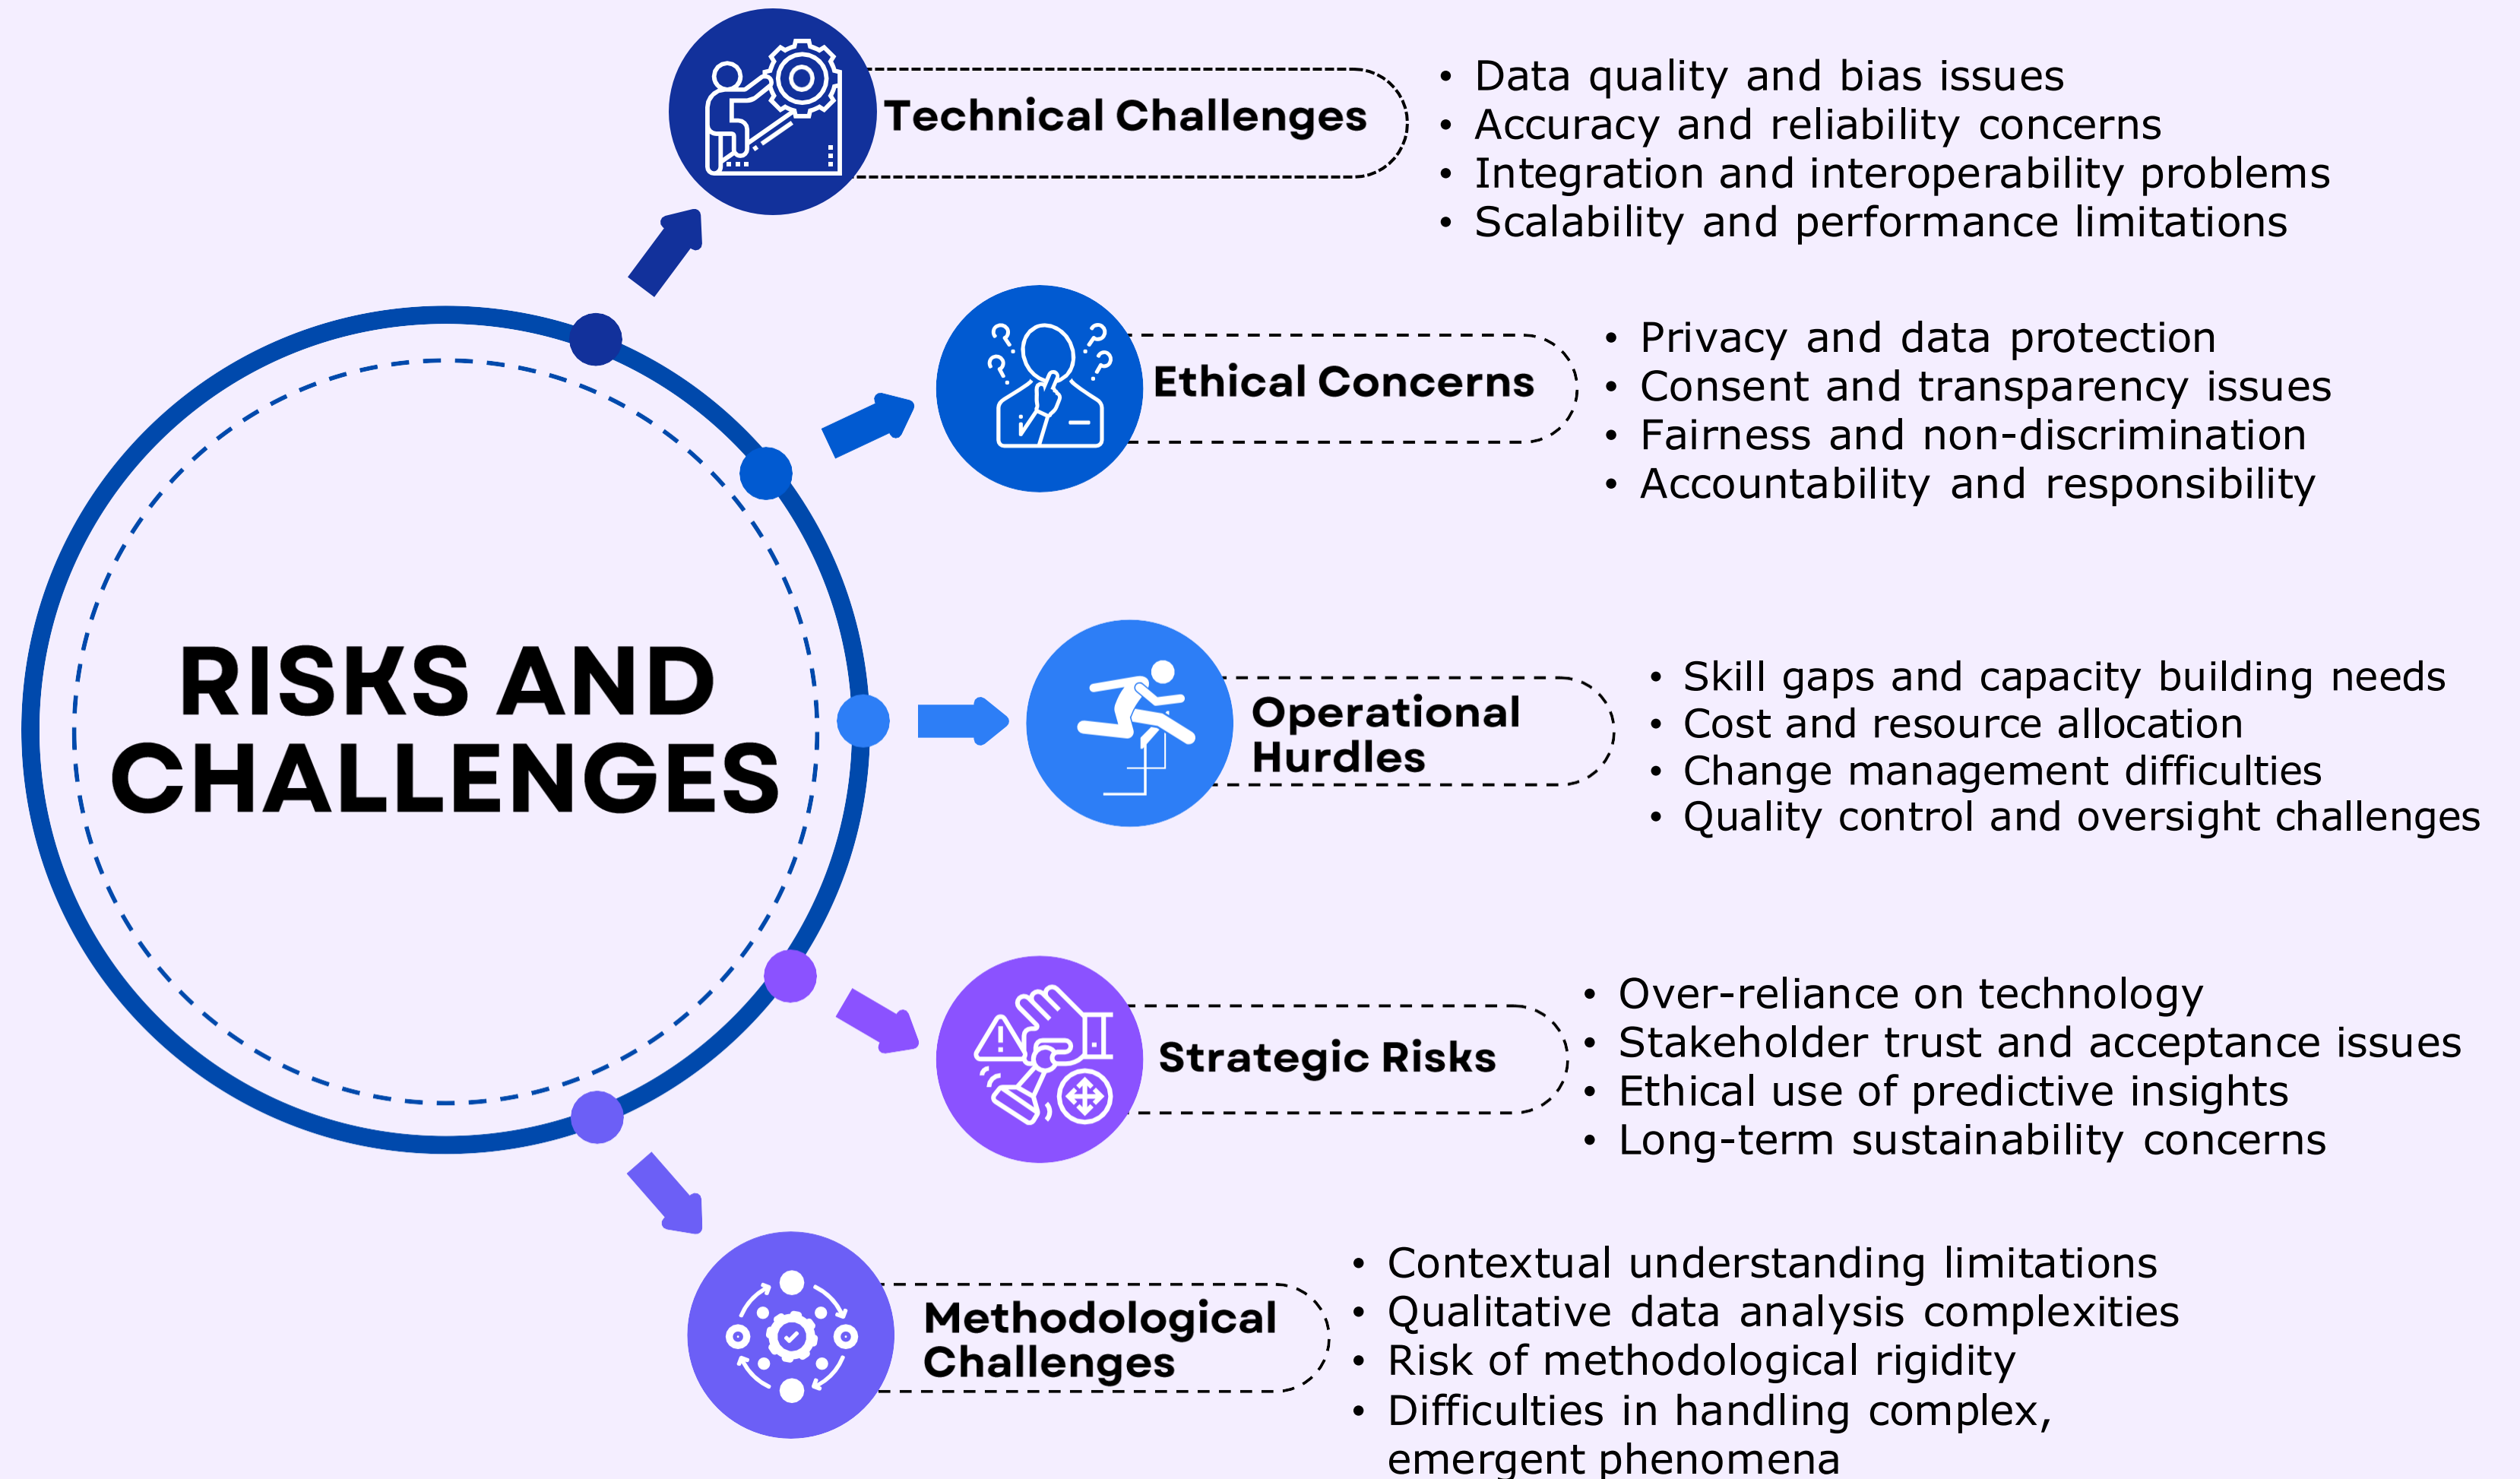 RISKS AND
CHALLENGES
Technical Challenges
• Data quality and bias issues
• Accuracy and reliability concerns
• Integration and interoperability problems
• Scalability and performance limitations
Ethical Concerns
• Privacy and data protection
• Consent and transparency issues
• Fairness and non-discrimination
• Accountability and responsibility
Operational
Hurdles
• Skill gaps and capacity building needs
• Cost and resource allocation
• Change management difficulties
• Quality control and oversight challenges
Strategic Risks
• Over-reliance on technology
• Stakeholder trust and acceptance issues
• Ethical use of predictive insights
• Long-term sustainability concerns
Methodological
Challenges
• Contextual understanding limitations
• Qualitative data analysis complexities
• Risk of methodological rigidity
• Difficulties in handling complex,
emergent phenomena